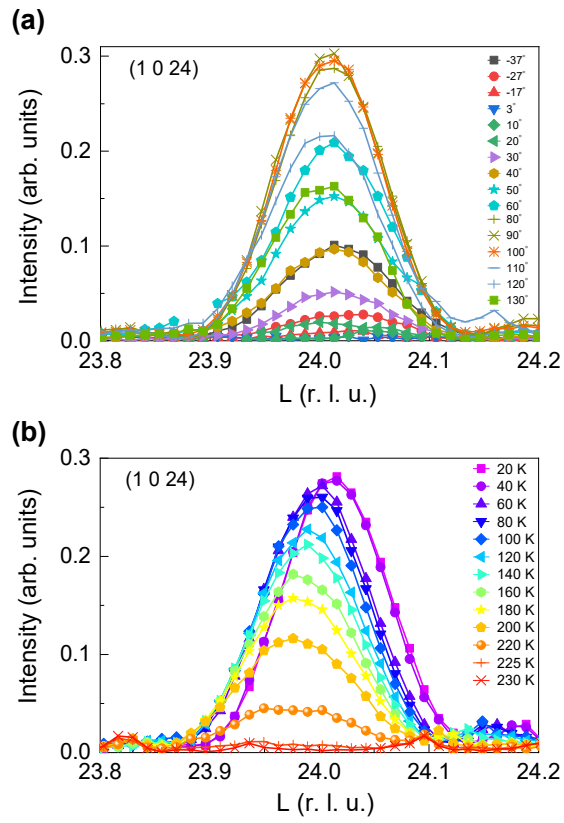 (a)
(1 0 24)
Intensity (arb. units)
0.3
0.2
0.1
0.0
23.8 23.9 24.0 24.1 24.2
L (r. l. u.)
-37°
-27°
-17°
3°
10°
20°
30°
40°
50°
60°
80°
90°
100°
110°
120°
130°
(b)
(1 0 24)
Intensity (arb. units)
0.3
0.2
0.1
0.0
23.8 23.9 24.0 24.1 24.2
L (r. l. u.)
20 K
40 K
60 K
80 K
100 K
120 K
140 K
160 K
180 K
200 K
220 K
225 K
230 K